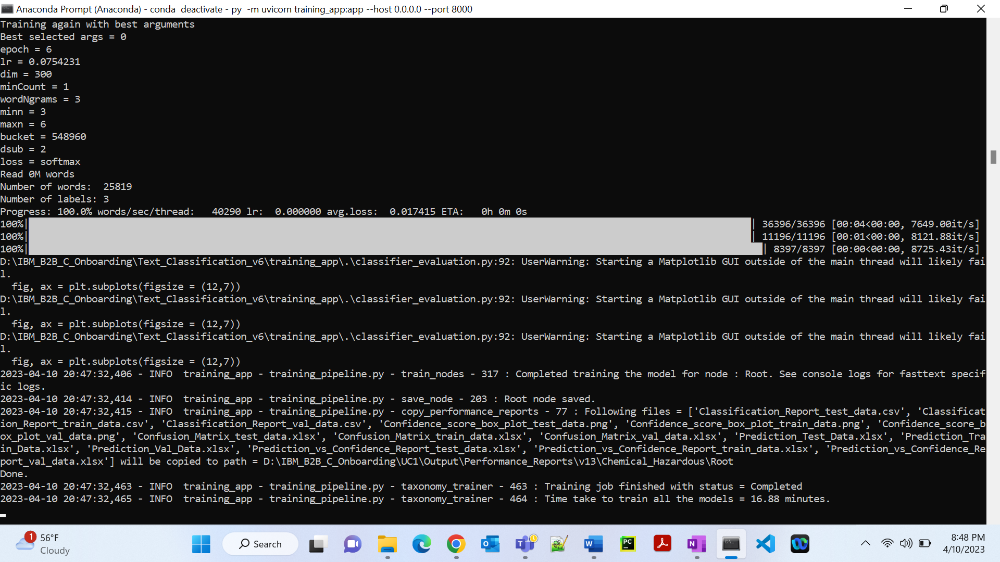 Anaconda Prompt (Anaconda) - conda  deactivate - py  -m uvicorn training_app:app --host 0.0.0.0 --port 8000
Training again with best arguments
Best selected args = 0
epoch = 6
lr = 0.0754231
dim = 300
minCount = 1
wordNgrams = 3
minn = 3
maxn = 6
bucket = 548960
dsub = 2
loss = softmax
Read 0M words
Number of words:  25819
Number of labels: 3
Progress: 100.0% words/sec/thread:   40290 lr:  0.000000 avg.loss:  0.017415 ETA:   0h 0m 0s
100%| | 36396/36396 [00:04<00:00, 7649.00it/s]
100%| | 11196/11196 [00:01<00:00, 8121.88it/s]
100%| | 8397/8397 [00:00<00:00, 8725.43it/s]
D:\IBM_B2B_C_Onboarding\Text_Classification_v6\training_app\.\classifier_evaluation.py:92: UserWarning: Starting a Matplotlib GUI outside of the main thread will likely fai
l.
  fig, ax = plt.subplots(figsize = (12,7))
D:\IBM_B2B_C_Onboarding\Text_Classification_v6\training_app\.\classifier_evaluation.py:92: UserWarning: Starting a Matplotlib GUI outside of the main thread will likely fai
l.
  fig, ax = plt.subplots(figsize = (12,7))
D:\IBM_B2B_C_Onboarding\Text_Classification_v6\training_app\.\classifier_evaluation.py:92: UserWarning: Starting a Matplotlib GUI outside of the main thread will likely fai
l.
  fig, ax = plt.subplots(figsize = (12,7))
2023-04-10 20:47:32,406 - INFO  training_app - training_pipeline.py - train_nodes - 317 : Completed training the model for node : Root. See console logs for fasttext specif
ic logs.
2023-04-10 20:47:32,414 - INFO  training_app - training_pipeline.py - save_node - 203 : Root node saved.
2023-04-10 20:47:32,415 - INFO  training_app - training_pipeline.py - copy_performance_reports - 77 : Following files = ['Classification_Report_test_data.csv', 'Classificat
ion_Report_train_data.csv', 'Classification_Report_val_data.csv', 'Confidence_score_box_plot_test_data.png', 'Confidence_score_box_plot_train_data.png', 'Confidence_score_b
ox_plot_val_data.png', 'Confusion_Matrix_test_data.xlsx', 'Confusion_Matrix_train_data.xlsx', 'Confusion_Matrix_val_data.xlsx', 'Prediction_Test_Data.xlsx', 'Prediction_Tra
in_Data.xlsx', 'Prediction_Val_Data.xlsx', 'Prediction_vs_Confidence_Report_test_data.xlsx', 'Prediction_vs_Confidence_Report_train_data.xlsx', 'Prediction_vs_Confidence_Re
port_val_data.xlsx'] will be copied to path = D:\IBM_B2B_C_Onboarding\UC1\Output\Performance_Reports\v13\Chemical_Hazardous\Root
Done.
2023-04-10 20:47:32,463 - INFO  training_app - training_pipeline.py - taxonomy_trainer - 463 : Training job finished with status = Completed
2023-04-10 20:47:32,465 - INFO  training_app - training_pipeline.py - taxonomy_trainer - 464 : Time take to train all the models = 16.88 minutes.
1
56°F
Cloudy
Search
8:48 PM
4/10/2023